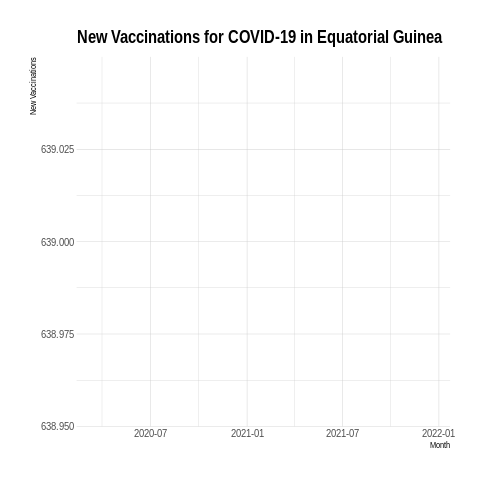 New Vaccinations for COVID-19 in Equatorial Guinea
New Vaccinations
639.025
639.000
638.975
638.950
2020-07 2021-01 2021-07 2022-01
Month